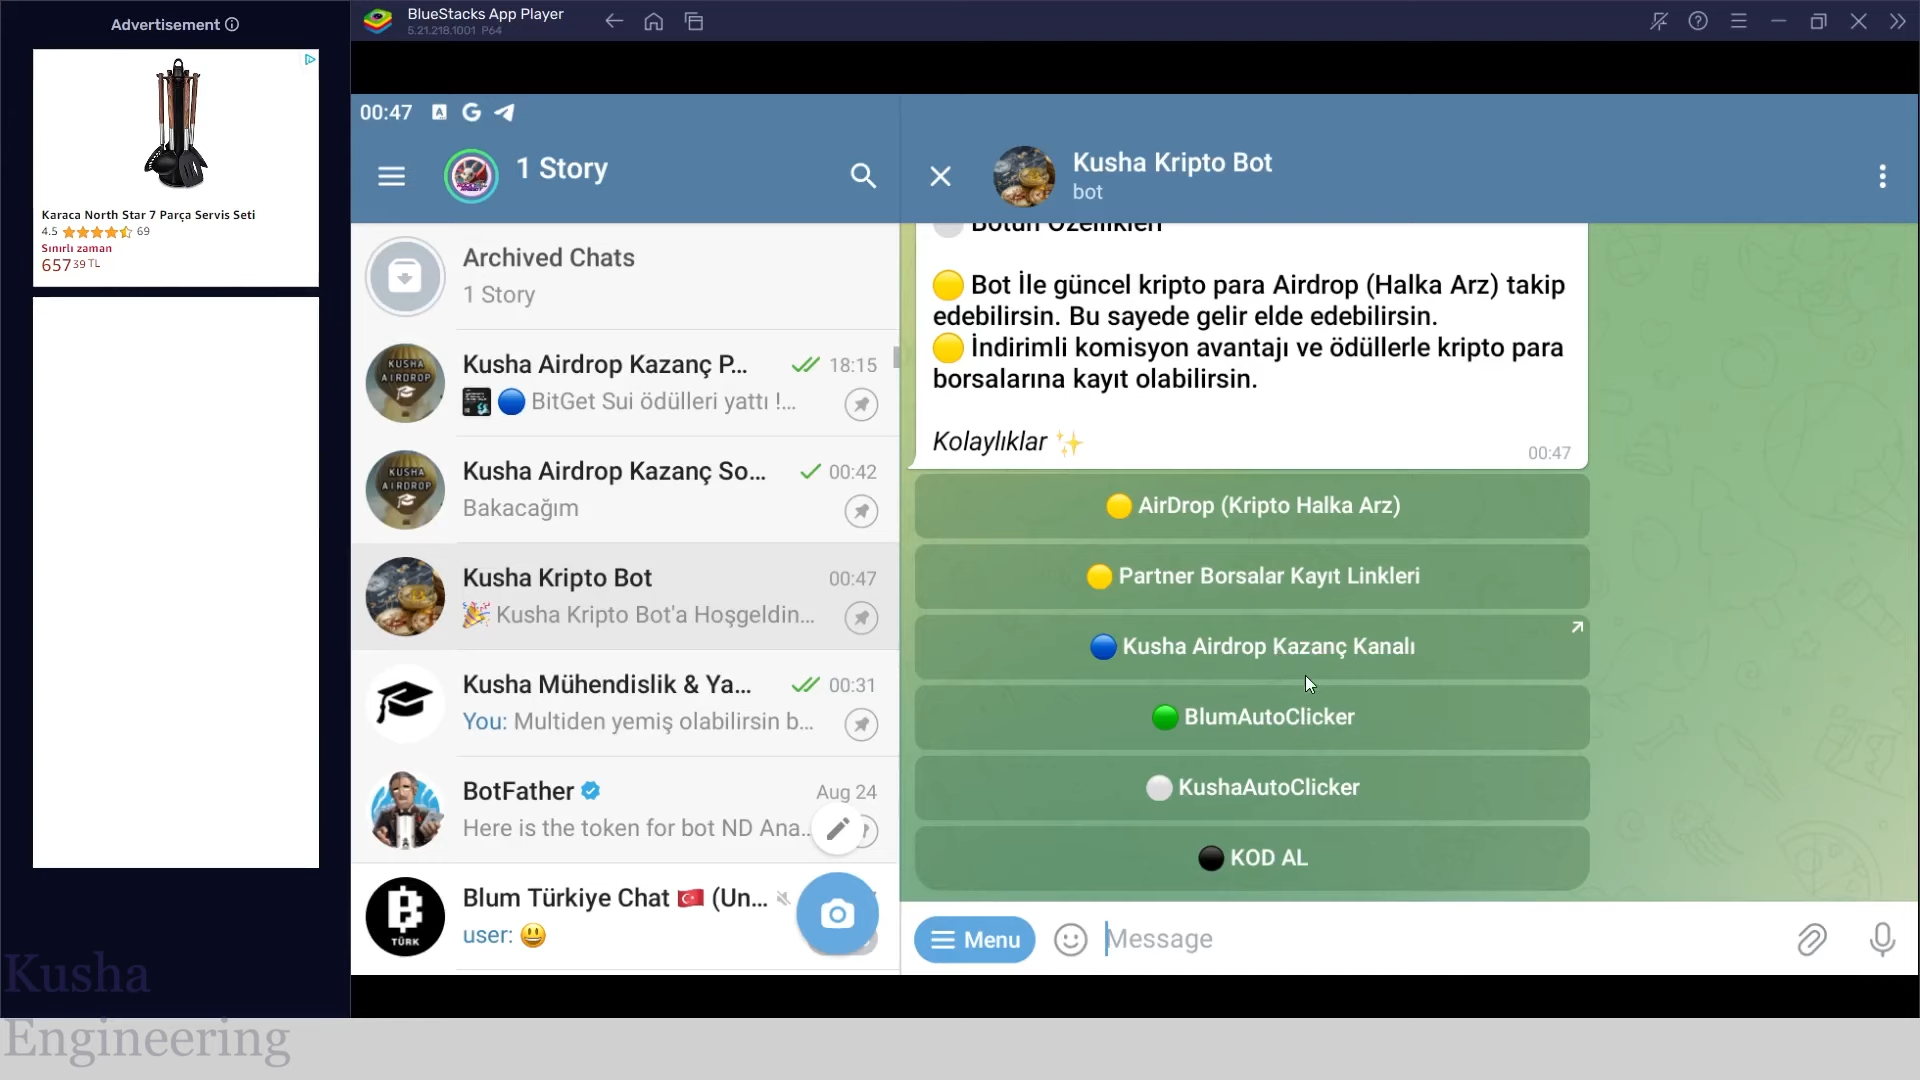 Advertisement
BlueStacks App Player
5.21.218.1001 P64
Karaca North Star 7 Parça Servis Seti
4.5 69
Sınırlı zaman
657 39 TL
00:47
1 Story
Archived Chats
1 Story
Kusha Airdrop Kazanç P... 18:15
🔵 BitGet Sui ödülleri yattı !...
Kusha Airdrop Kazanç So... 00:42
Bakacağım
Kusha Kripto Bot 00:47
🎉 Kusha Kripto Bot'a Hoşgeldin...
Kusha Mühendislik & Ya... 00:31
You: Multiden yemiş olabilirsin b...
BotFather Aug 24
Here is the token for bot ND Ana...
Blum Türkiye Chat 🇹🇷 (Un...
user: 😃
KUSHA
AIRDROP
KUSHA
AIRDROP
TÜRK
Kusha Kripto Bot
bot
Botun Özellikleri
🟡 Bot İle güncel kripto para Airdrop (Halka Arz) takip
edebilirsin. Bu sayede gelir elde edebilirsin.
🟡 İndirimli komisyon avantajı ve ödüllerle kripto para
borsalarına kayıt olabilirsin.
Kolaylıklar ✨
00:47
🟡 AirDrop (Kripto Halka Arz)
🟡 Partner Borsalar Kayıt Linkleri
🔵 Kusha Airdrop Kazanç Kanalı
🟢 BlumAutoClicker
⚪ KushaAutoClicker
⚫ KOD AL
Menu
Message
Kusha
Engineering